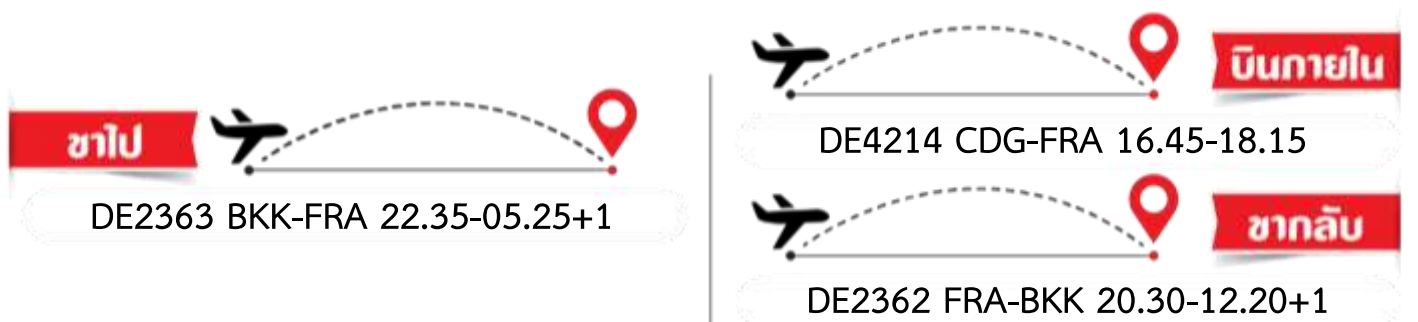 ขาไป
DE2363 BKK-FRA 22.35-05.25+1
บินภายใน
DE4214 CDG-FRA 16.45-18.15
ขากลับ
DE2362 FRA-BKK 20.30-12.20+1